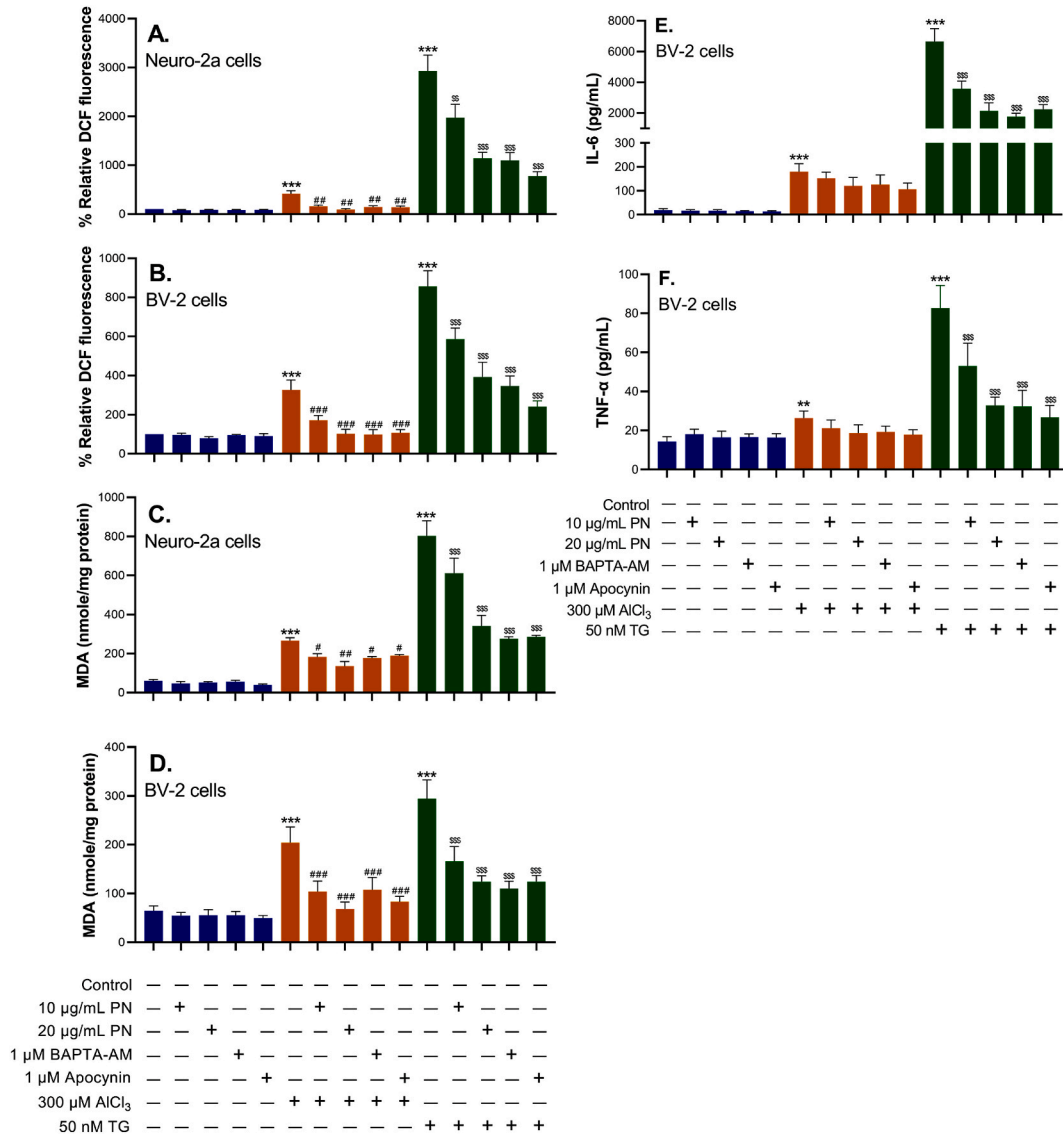 A.
Neuro-2a cells
% Relative DCF fluorescence
4000
3000
2000
1000
0
*** ## ## ## ## *** $$ $$$ $$$ $$$
B.
BV-2 cells
% Relative DCF fluorescence
1000
800
600
400
200
0
*** ### ### ### ### *** $$$ $$$ $$$ $$$
C.
Neuro-2a cells
MDA (nmole/mg protein)
1000
800
600
400
200
0
*** # ## # # *** $$$ $$$ $$$ $$$
D.
BV-2 cells
MDA (nmole/mg protein)
400
300
200
100
0
*** ### ### ### ### *** $$$ $$$ $$$ $$$
Control — — — — — — — — — — — — — — —
10 µg/mL PN — + — — — — + — — — — + — — —
20 µg/mL PN — — + — — — — + — — — — + — —
1 µM BAPTA-AM — — — + — — — — + — — — — + —
1 µM Apocynin — — — — + — — — — + — — — — +
300 µM AlCl₃ — — — — — + + + + + — — — — —
50 nM TG — — — — — — — — — — + + + + +
E.
BV-2 cells
IL-6 (pg/mL)
8000
6000
4000
2000
300
200
100
0
*** *** $$$ $$$ $$$ $$$
F.
BV-2 cells
TNF-α (pg/mL)
100
80
60
40
20
0
** *** $$$ $$$ $$$ $$$
Control — — — — — — — — — — — — — — —
10 µg/mL PN — + — — — — + — — — — + — — —
20 µg/mL PN — — + — — — — + — — — — + — —
1 µM BAPTA-AM — — — + — — — — + — — — — + —
1 µM Apocynin — — — — + — — — — + — — — — +
300 µM AlCl₃ — — — — — + + + + + — — — — —
50 nM TG — — — — — — — — — — + + + + +